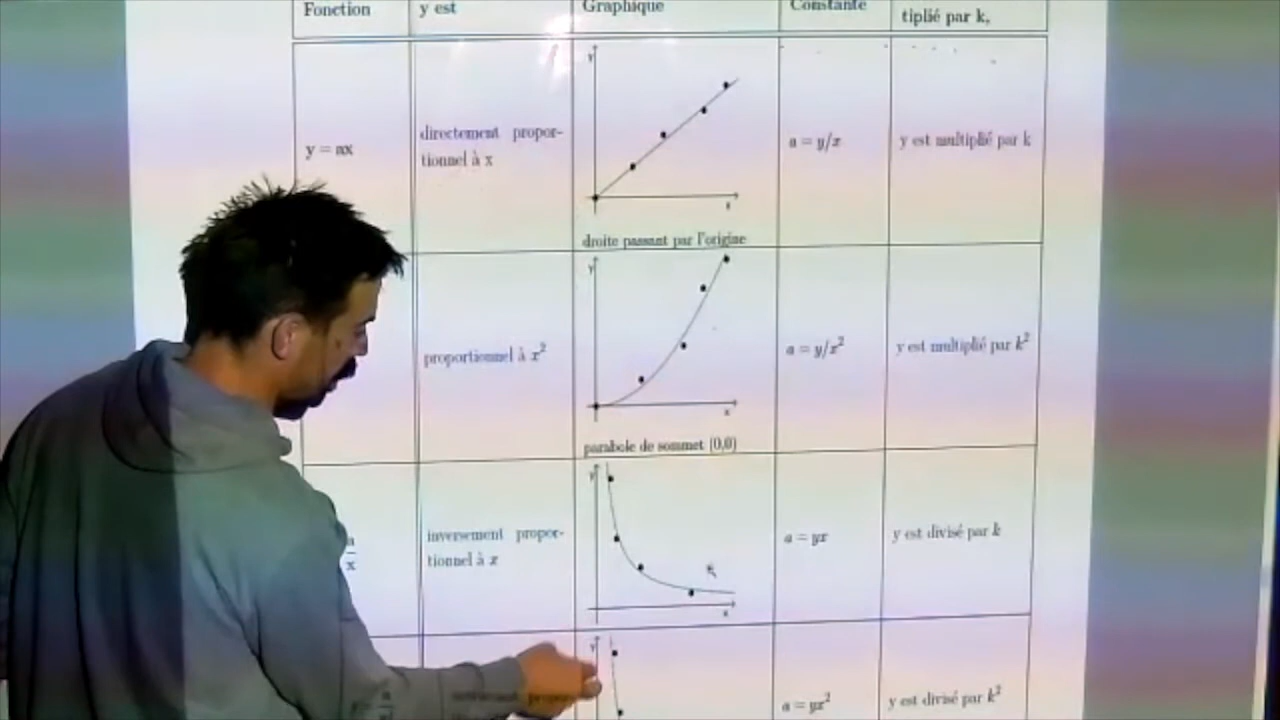 Fonction
y est
Graphique
Constante
tiplié par k,
y = ax
directement propor-
tionnel à x
y
x
droite passant par l'origine
a = y/x
y est multiplié par k
proportionnel à x²
y
x
parabole de sommet (0,0)
a = y/x²
y est multiplié par k²
a
x
inversement propor-
tionnel à x
y
x
a = yx
y est divisé par k
y
a = yx²
y est divisé par k²